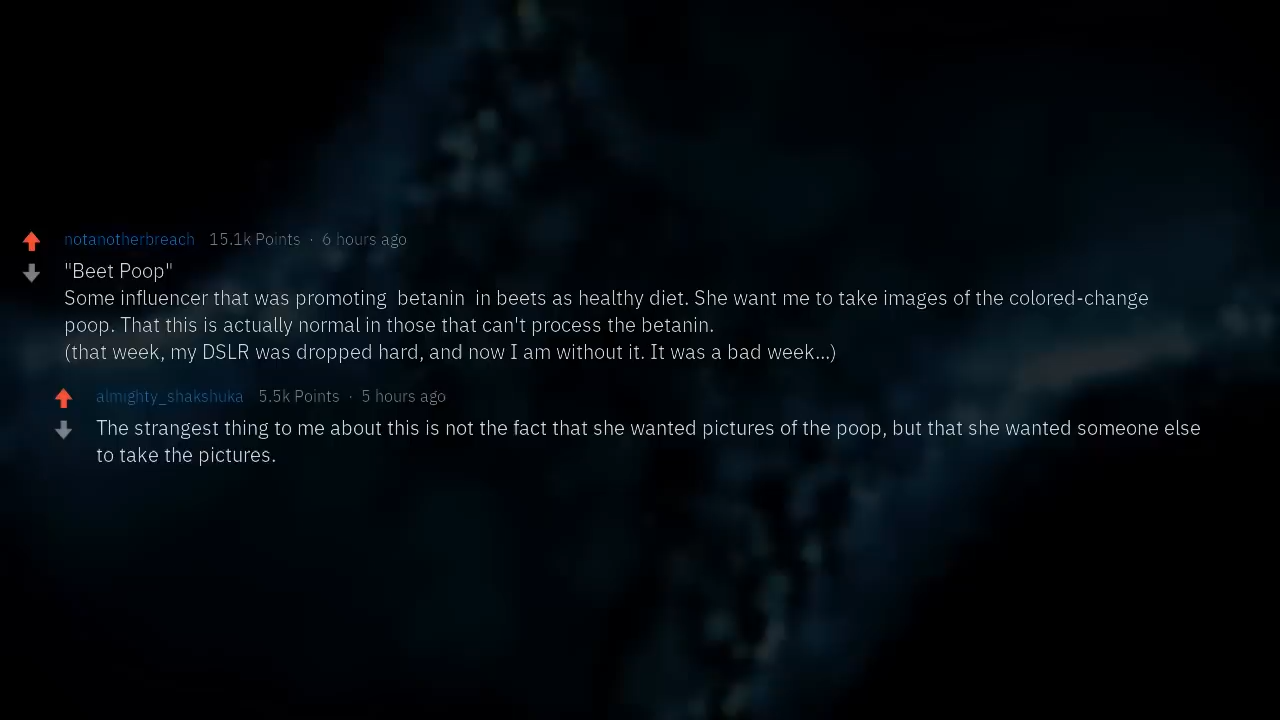 notanotherbreach 15.1k Points · 6 hours ago
"Beet Poop"
Some influencer that was promoting  betanin  in beets as healthy diet. She want me to take images of the colored-change
poop. That this is actually normal in those that can't process the betanin.
(that week, my DSLR was dropped hard, and now I am without it. It was a bad week...)
almighty_shakshuka 5.5k Points · 5 hours ago
The strangest thing to me about this is not the fact that she wanted pictures of the poop, but that she wanted someone else
to take the pictures.